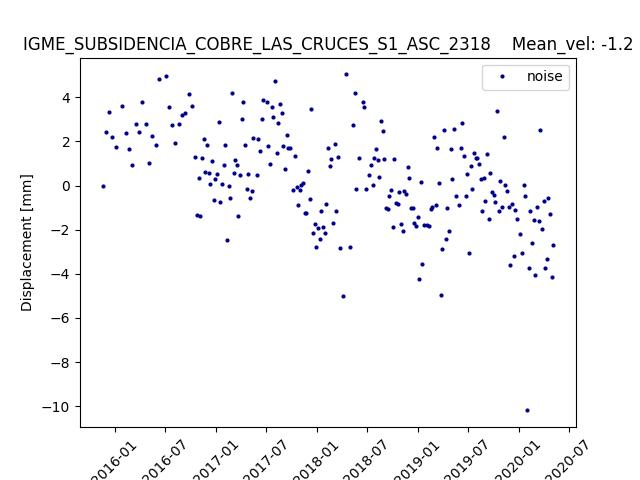 IGME_SUBSIDENCIA_COBRE_LAS_CRUCES_S1_ASC_2318 Mean_vel: -1.2
noise
Displacement [mm]
4
2
0
−2
−4
−6
−8
−10
2016-01 2016-07 2017-01 2017-07 2018-01 2018-07 2019-01 2019-07 2020-01 2020-07